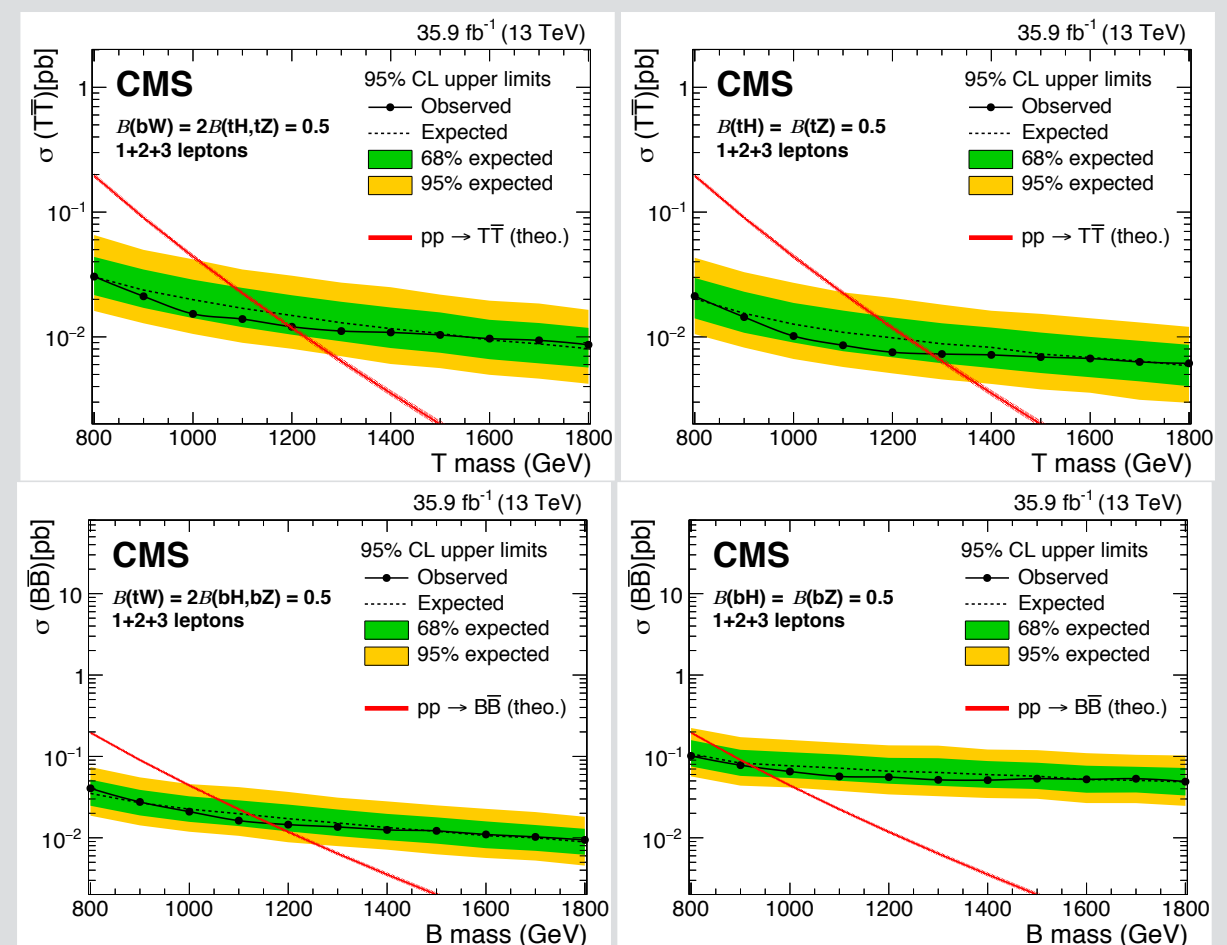 35.9 fb⁻¹ (13 TeV)
σ (TT̅)[pb]
CMS
B(bW) = 2B(tH,tZ) = 0.5
1+2+3 leptons
95% CL upper limits
Observed
Expected
68% expected
95% expected
pp → TT̅ (theo.)
1
10⁻¹
10⁻²
800 1000 1200 1400 1600 1800
T mass (GeV)
35.9 fb⁻¹ (13 TeV)
σ (TT̅)[pb]
CMS
B(tH) = B(tZ) = 0.5
1+2+3 leptons
95% CL upper limits
Observed
Expected
68% expected
95% expected
pp → TT̅ (theo.)
1
10⁻¹
10⁻²
800 1000 1200 1400 1600 1800
T mass (GeV)
35.9 fb⁻¹ (13 TeV)
σ (BB̅)[pb]
CMS
B(tW) = 2B(bH,bZ) = 0.5
1+2+3 leptons
95% CL upper limits
Observed
Expected
68% expected
95% expected
pp → BB̅ (theo.)
10
1
10⁻¹
10⁻²
800 1000 1200 1400 1600 1800
B mass (GeV)
35.9 fb⁻¹ (13 TeV)
σ (BB̅)[pb]
CMS
B(bH) = B(bZ) = 0.5
1+2+3 leptons
95% CL upper limits
Observed
Expected
68% expected
95% expected
pp → BB̅ (theo.)
10
1
10⁻¹
10⁻²
800 1000 1200 1400 1600 1800
B mass (GeV)